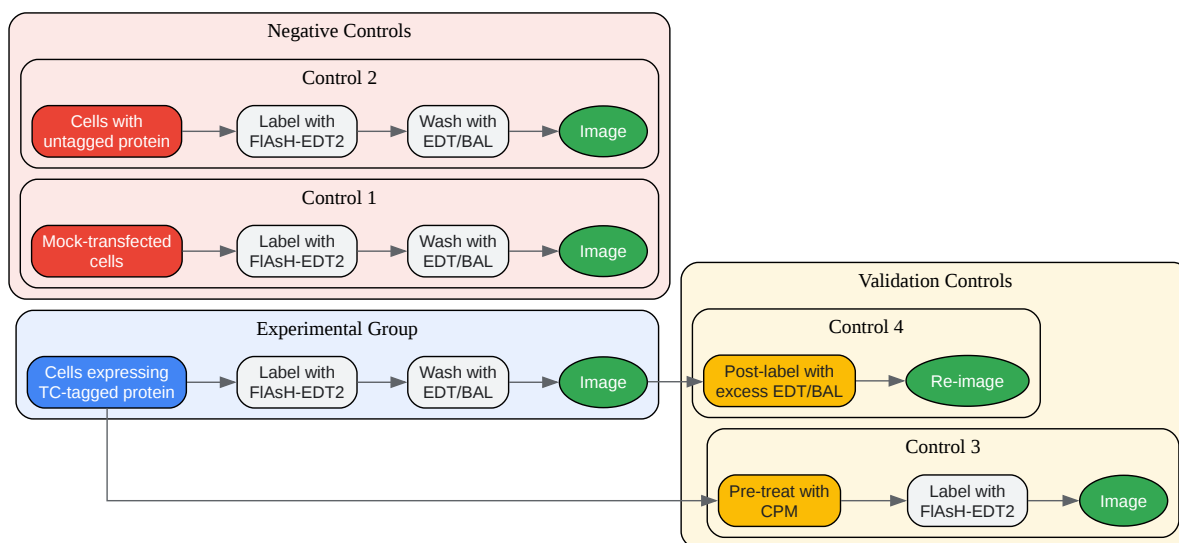 Negative Controls
Control 2
Cells with
untagged protein
Label with
FlAsH-EDT2
Wash with
EDT/BAL
Image
Control 1
Mock-transfected
cells
Label with
FlAsH-EDT2
Wash with
EDT/BAL
Image
Experimental Group
Cells expressing
TC-tagged protein
Label with
FlAsH-EDT2
Wash with
EDT/BAL
Image
Validation Controls
Control 4
Post-label with
excess EDT/BAL
Re-image
Control 3
Pre-treat with
CPM
Label with
FlAsH-EDT2
Image